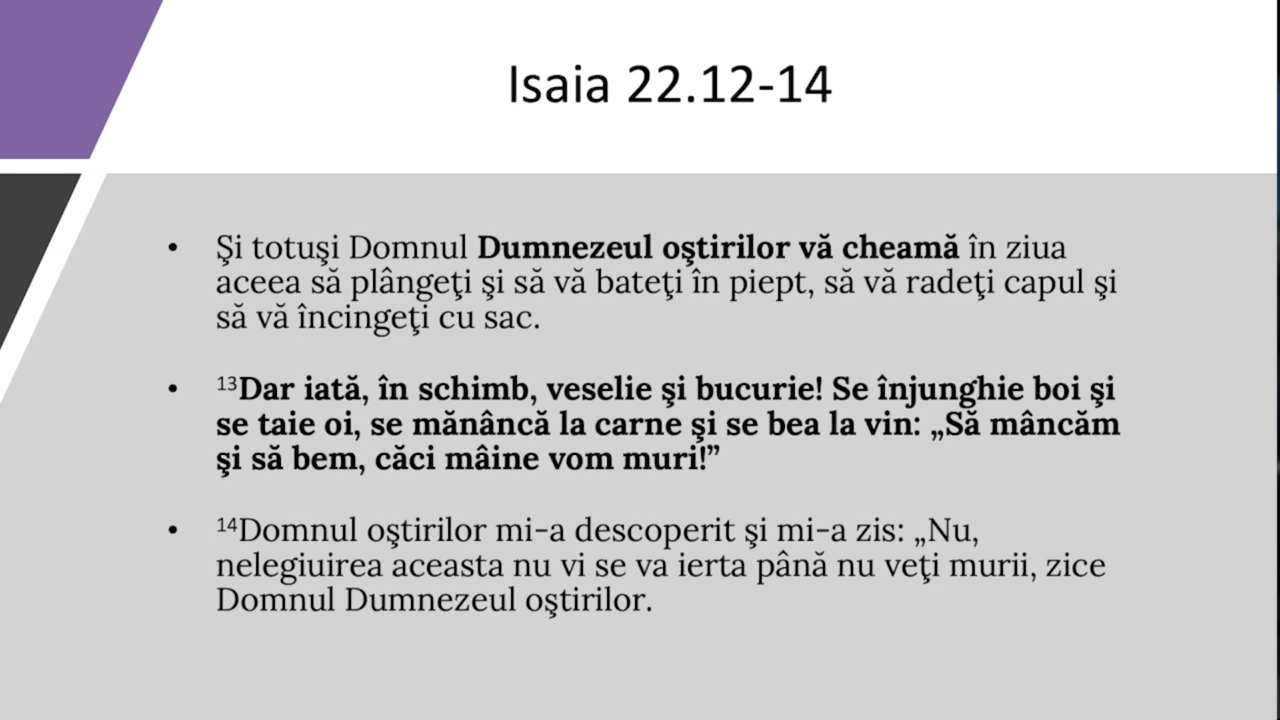 Isaia 22.12-14
• Şi totuşi Domnul Dumnezeul oştirilor vă cheamă în ziua
aceea să plângeţi şi să vă bateţi în piept, să vă radeţi capul şi
să vă încingeţi cu sac.
• 13Dar iată, în schimb, veselie şi bucurie! Se înjunghie boi şi
se taie oi, se mănâncă la carne şi se bea la vin: „Să mâncăm
şi să bem, căci mâine vom muri!”
• 14Domnul oştirilor mi-a descoperit şi mi-a zis: „Nu,
nelegiuirea aceasta nu vi se va ierta până nu veţi murii, zice
Domnul Dumnezeul oştirilor.